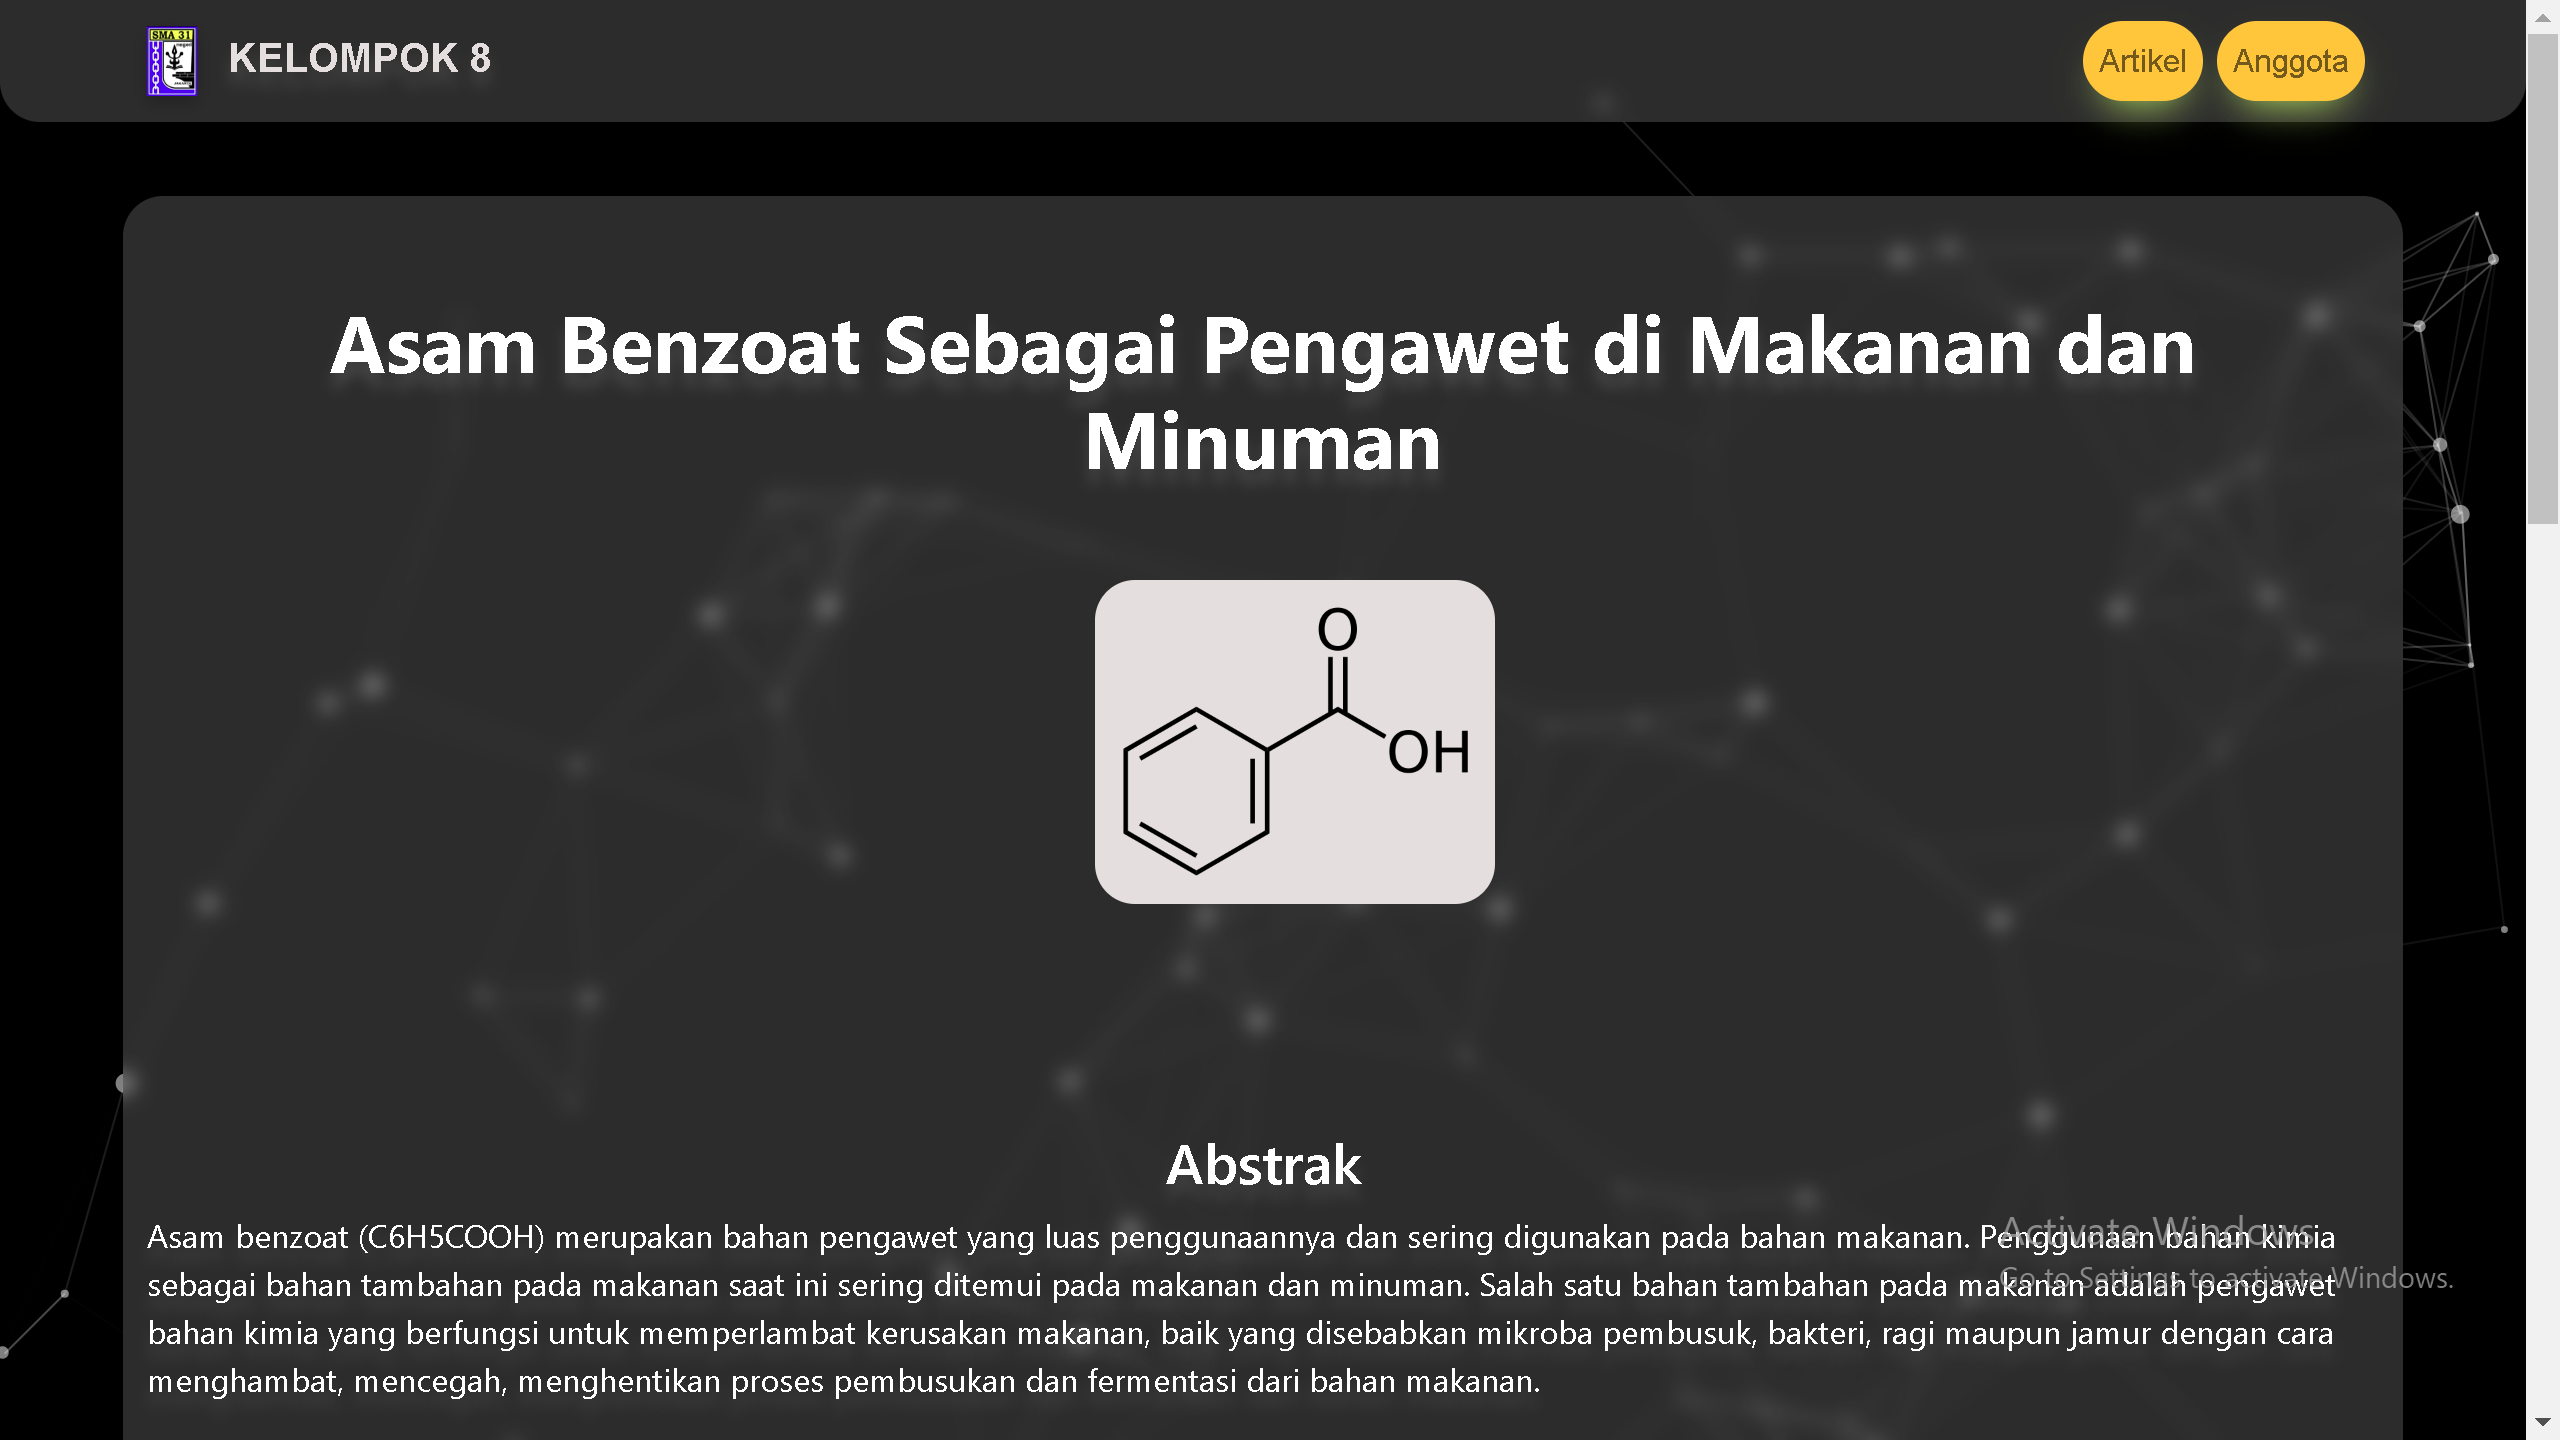 SMA 31
KELOMPOK 8
Artikel
Anggota
Asam Benzoat Sebagai Pengawet di Makanan dan
Minuman
O
OH
Abstrak
Asam benzoat (C6H5COOH) merupakan bahan pengawet yang luas penggunaannya dan sering digunakan pada bahan makanan. Penggunaan bahan kimia
sebagai bahan tambahan pada makanan saat ini sering ditemui pada makanan dan minuman. Salah satu bahan tambahan pada makanan adalah pengawet
bahan kimia yang berfungsi untuk memperlambat kerusakan makanan, baik yang disebabkan mikroba pembusuk, bakteri, ragi maupun jamur dengan cara
menghambat, mencegah, menghentikan proses pembusukan dan fermentasi dari bahan makanan.
Activate Windows
Go to Settings to activate Windows.